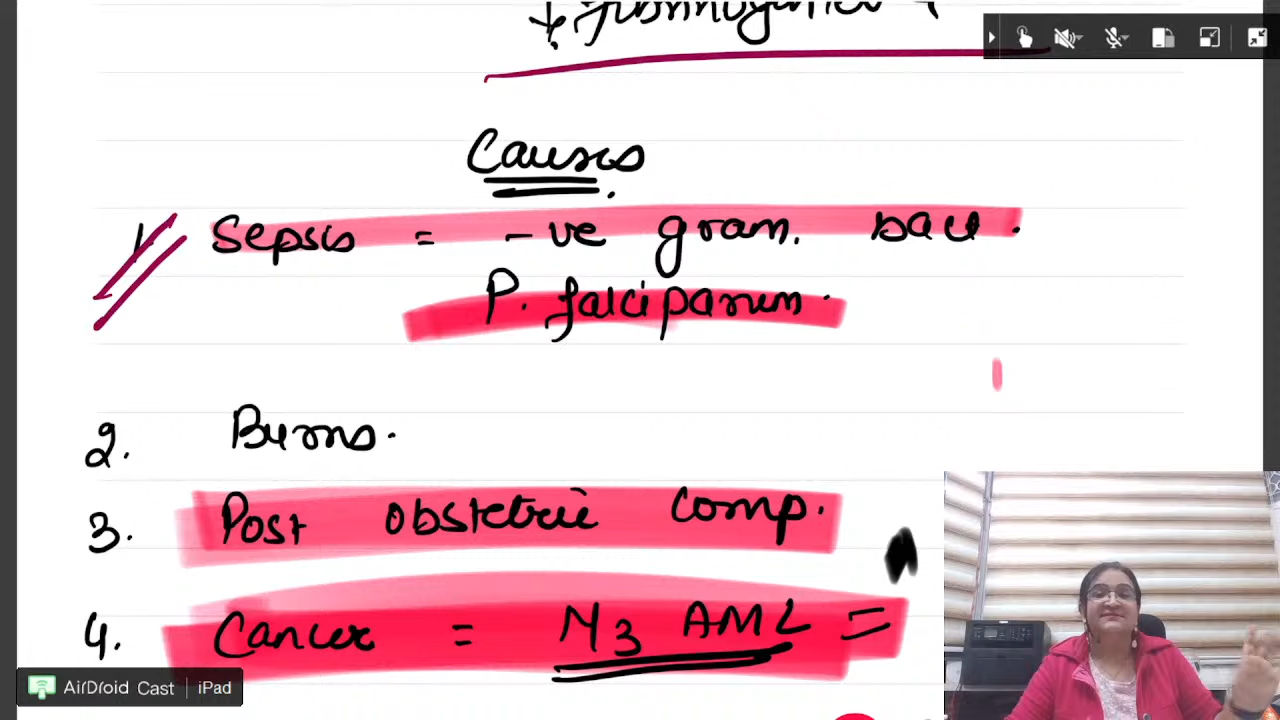 Causes
1. Sepsis = -ve gram. bact.
P. falciparum.
2. Burns.
3. Post obstetric comp.
4. Cancer = M3 AML =
AirDroid Cast | iPad